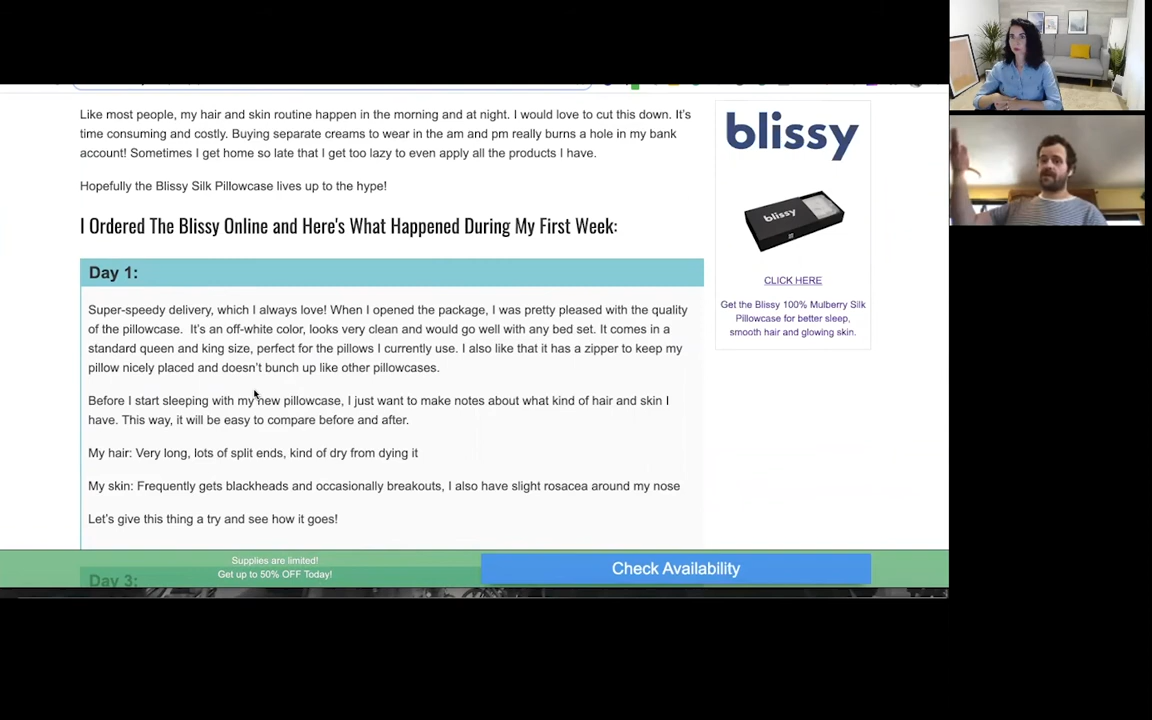 Like most people, my hair and skin routine happen in the morning and at night. I would love to cut this down. It's
time consuming and costly. Buying separate creams to wear in the am and pm really burns a hole in my bank
account! Sometimes I get home so late that I get too lazy to even apply all the products I have.
Hopefully the Blissy Silk Pillowcase lives up to the hype!
I Ordered The Blissy Online and Here's What Happened During My First Week:
Day 1:
Super-speedy delivery, which I always love! When I opened the package, I was pretty pleased with the quality
of the pillowcase. It's an off-white color, looks very clean and would go well with any bed set. It comes in a
standard queen and king size, perfect for the pillows I currently use. I also like that it has a zipper to keep my
pillow nicely placed and doesn't bunch up like other pillowcases.
Before I start sleeping with my new pillowcase, I just want to make notes about what kind of hair and skin I
have. This way, it will be easy to compare before and after.
My hair: Very long, lots of split ends, kind of dry from dying it
My skin: Frequently gets blackheads and occasionally breakouts, I also have slight rosacea around my nose
Let's give this thing a try and see how it goes!
Day 3:
blissy
blissy
CLICK HERE
Get the Blissy 100% Mulberry Silk
Pillowcase for better sleep,
smooth hair and glowing skin.
Supplies are limited!
Get up to 50% OFF Today!
Check Availability